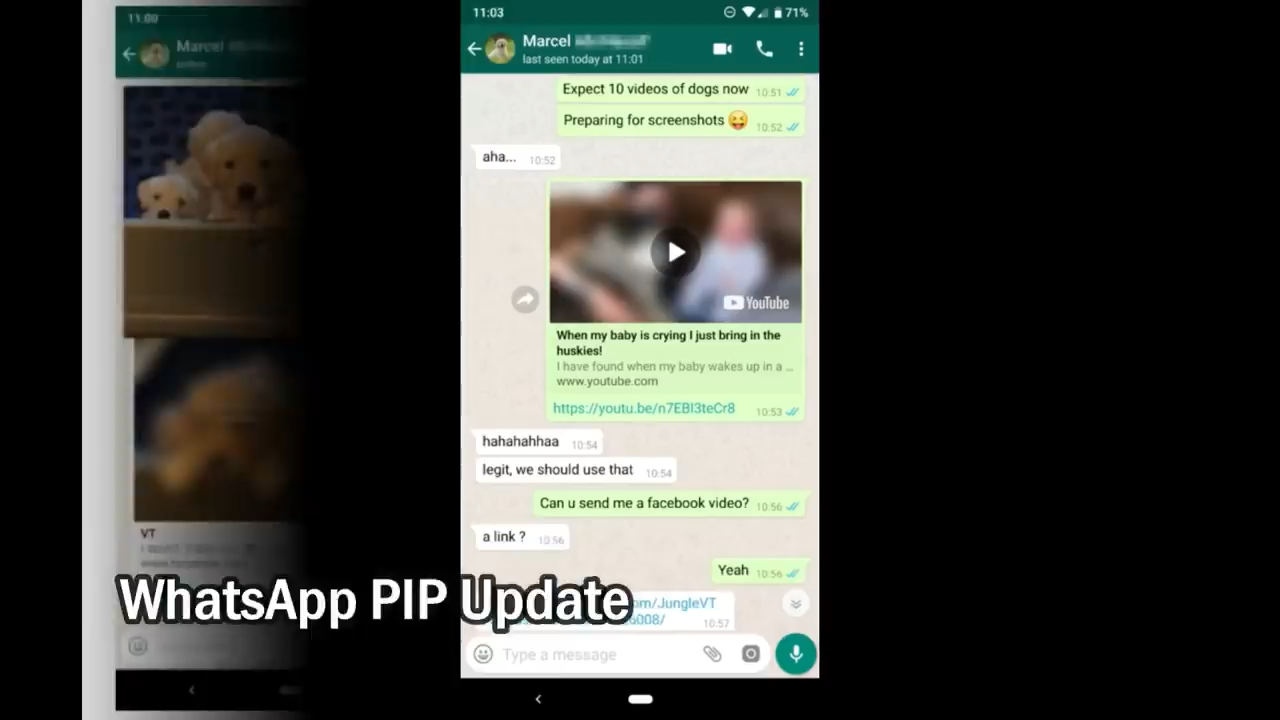 11:00
Marcel
VT
11:03
71%
Marcel
last seen today at 11:01
Expect 10 videos of dogs now 10:51
Preparing for screenshots 😝 10:52
aha... 10:52
YouTube
When my baby is crying I just bring in the
huskies!
I have found when my baby wakes up in a ...
www.youtube.com
https://youtu.be/n7EBI3teCr8 10:53
hahahahhaa 10:54
legit, we should use that 10:54
Can u send me a facebook video? 10:56
a link ? 10:56
Yeah 10:56
om/JungleVT
6008/ 10:57
Type a message
WhatsApp PIP Update